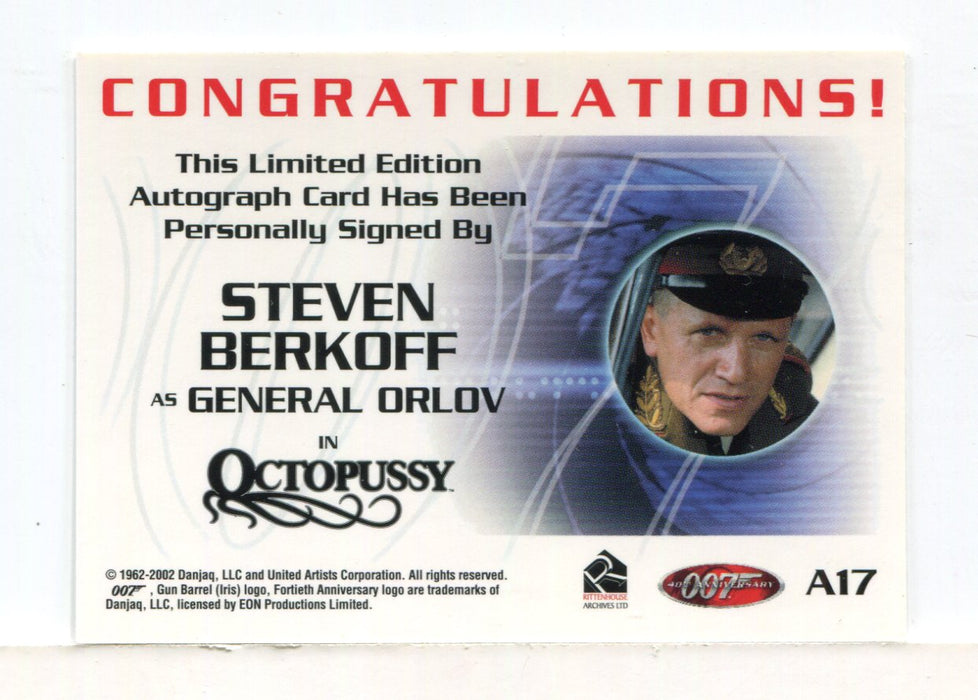 CONGRATULATIONS!
This Limited Edition
Autograph Card Has Been
Personally Signed By
STEVEN
BERKOFF
AS GENERAL ORLOV
IN
OCTOPUSSY™
© 1962-2002 Danjaq, LLC and United Artists Corporation. All rights reserved.
007, Gun Barrel (Iris) logo, Fortieth Anniversary logo are trademarks of
Danjaq, LLC, licensed by EON Productions Limited.
RITTENHOUSE
ARCHIVES LTD
40TH ANNIVERSARY
007
A17